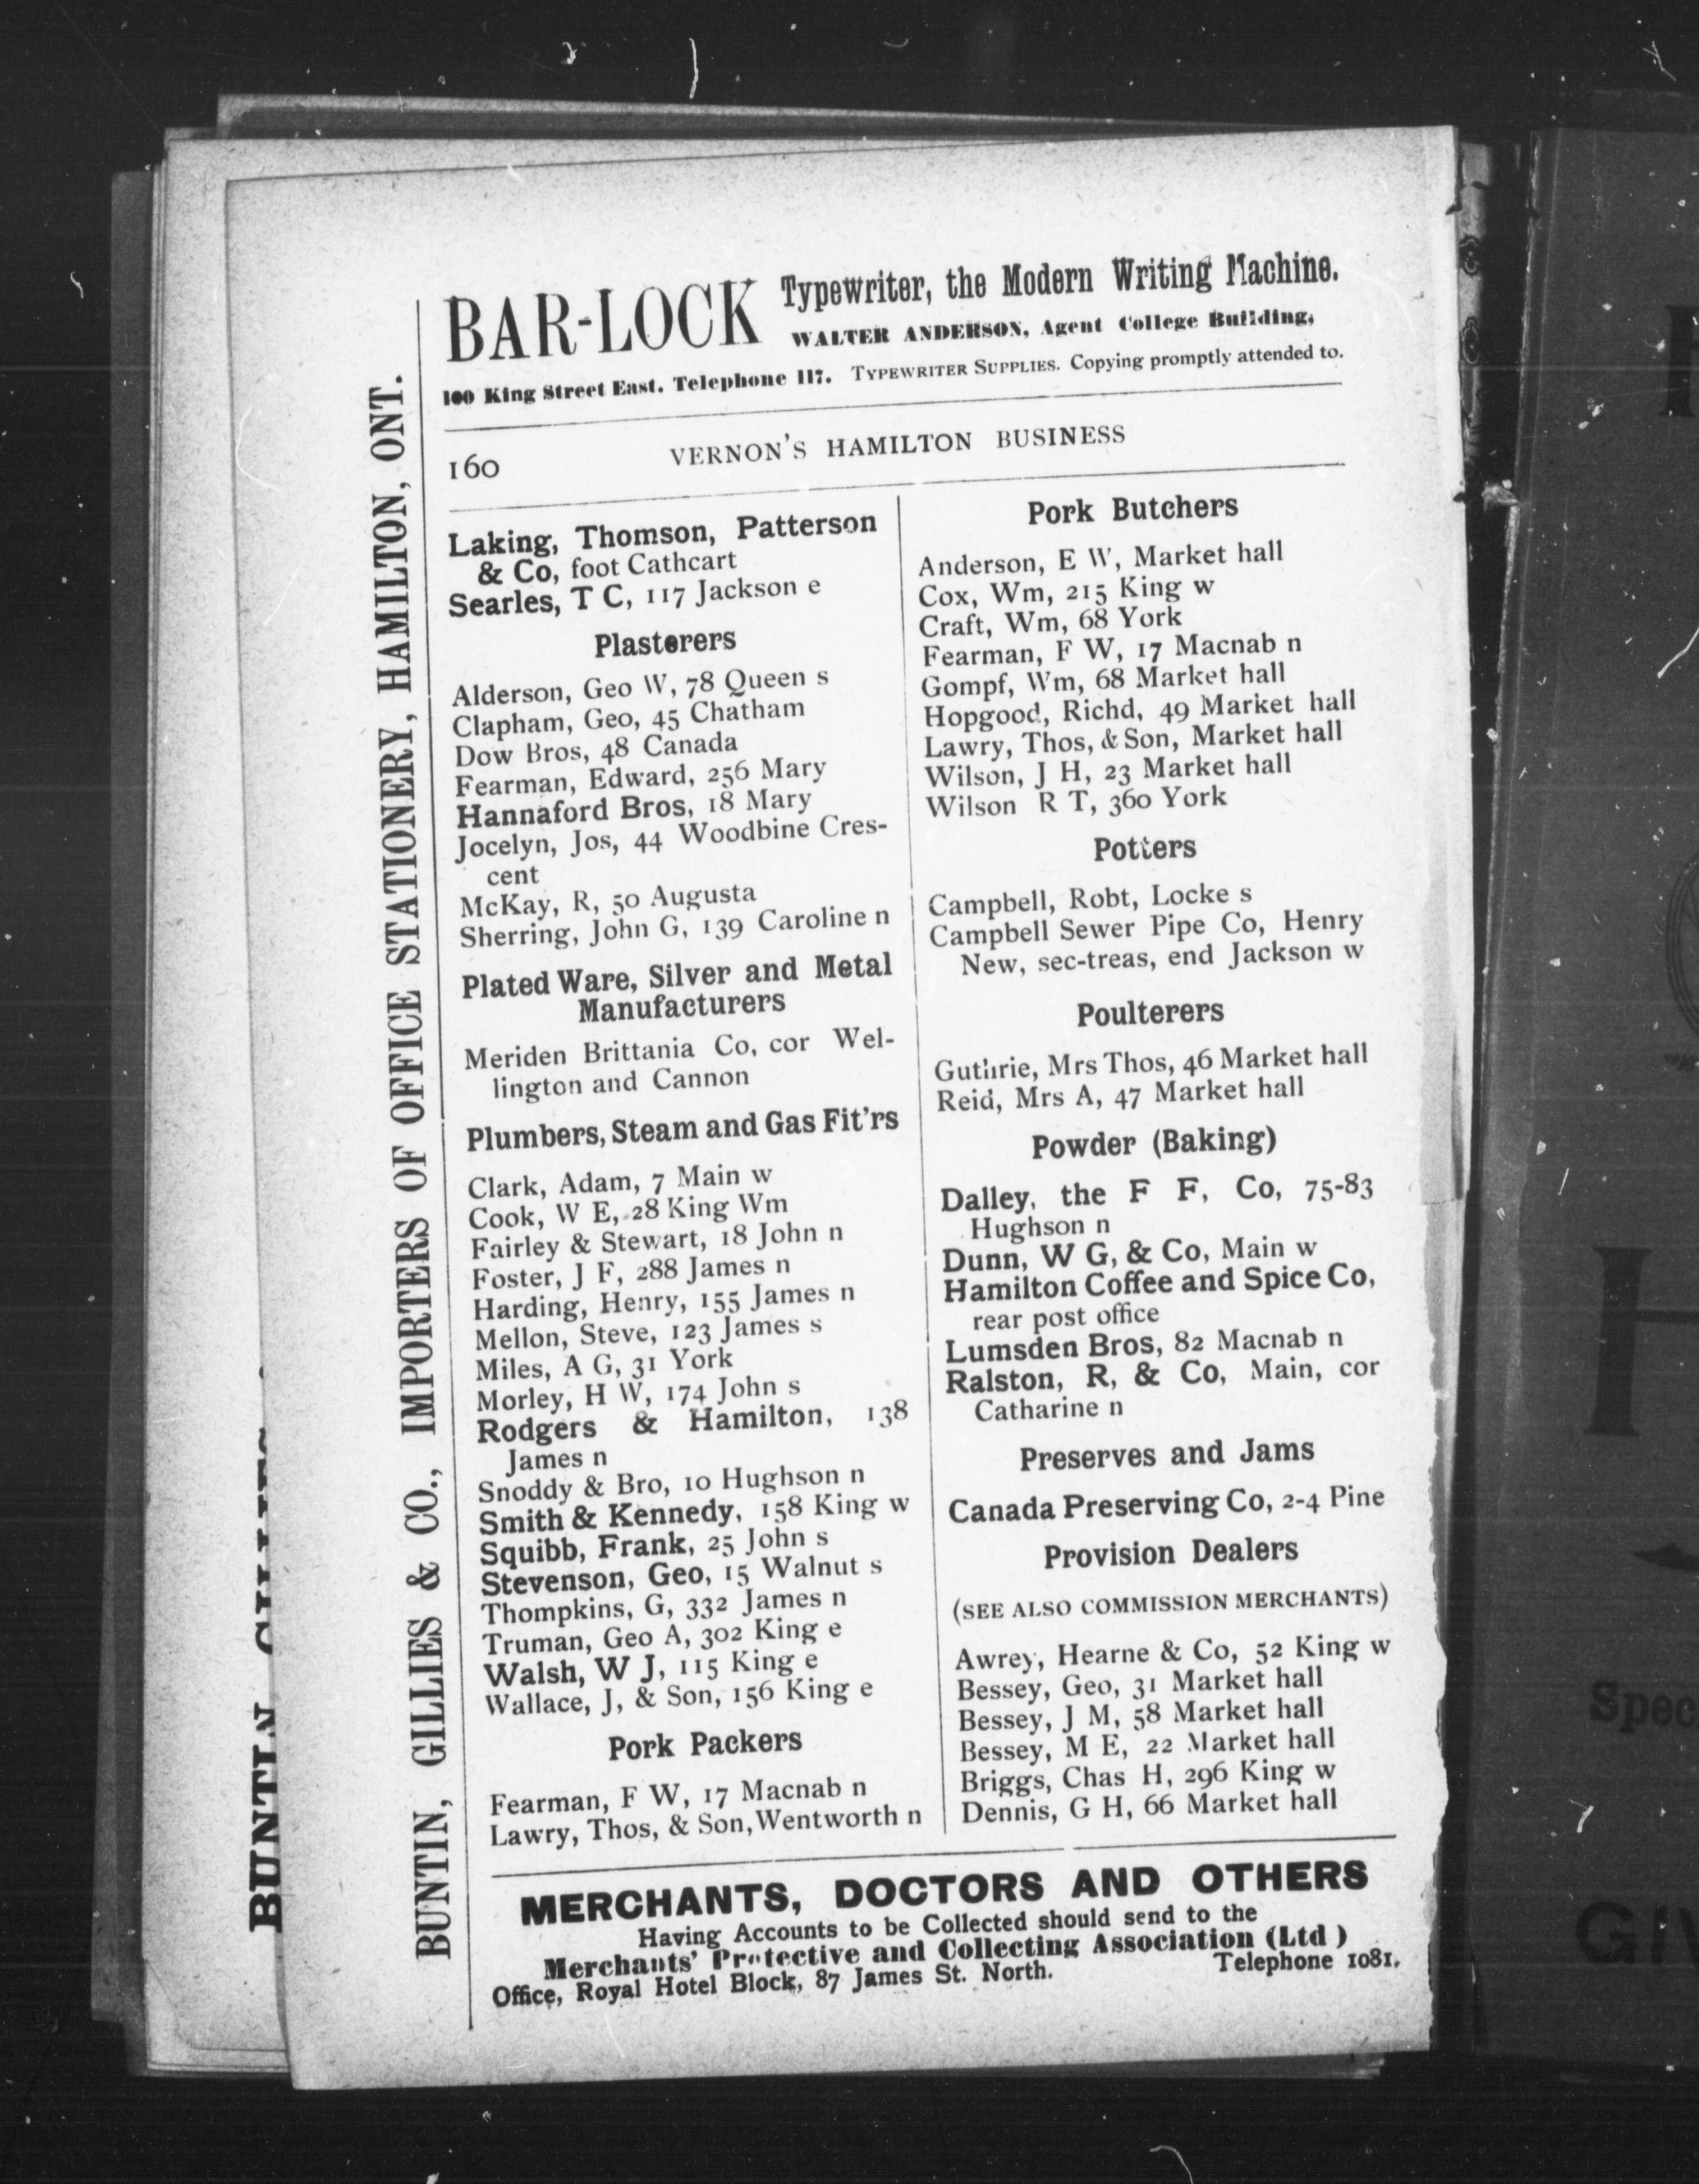 BAR-LOCK Typewriter, the Modern Writing Machine.
WALTER ANDERSON, Agent College Building,
100 King Street East. Telephone 117. TYPEWRITER SUPPLIES. Copying promptly attended to.
160 VERNON'S HAMILTON BUSINESS
Laking, Thomson, Patterson
& Co, foot Cathcart
Searles, T C, 117 Jackson e
Plasterers
Alderson, Geo W, 78 Queen s
Clapham, Geo, 45 Chatham
Dow Bros, 48 Canada
Fearman, Edward, 256 Mary
Hannaford Bros, 18 Mary
Jocelyn, Jos, 44 Woodbine Cres-
cent
McKay, R, 50 Augusta
Sherring, John G, 139 Caroline n
Plated Ware, Silver and Metal
Manufacturers
Meriden Brittania Co, cor Wel-
lington and Cannon
Plumbers, Steam and Gas Fit'rs
Clark, Adam, 7 Main w
Cook, W E, 28 King Wm
Fairley & Stewart, 18 John n
Foster, J F, 288 James n
Harding, Henry, 155 James n
Mellon, Steve, 123 James s
Miles, A G, 31 York
Morley, H W, 174 John s
Rodgers & Hamilton, 138
James n
Snoddy & Bro, 10 Hughson n
Smith & Kennedy, 158 King w
Squibb, Frank, 25 John s
Stevenson, Geo, 15 Walnut s
Thompkins, G, 332 James n
Truman, Geo A, 302 King e
Walsh, W J, 115 King e
Wallace, J, & Son, 156 King e
Pork Packers
Fearman, F W, 17 Macnab n
Lawry, Thos, & Son, Wentworth n
Pork Butchers
Anderson, E W, Market hall
Cox, Wm, 215 King w
Craft, Wm, 68 York
Fearman, F W, 17 Macnab n
Gompf, Wm, 68 Market hall
Hopgood, Richd, 49 Market hall
Lawry, Thos, & Son, Market hall
Wilson, J H, 23 Market hall
Wilson R T, 360 York
Potters
Campbell, Robt, Locke s
Campbell Sewer Pipe Co, Henry
New, sec-treas, end Jackson w
Poulterers
Guthrie, Mrs Thos, 46 Market hall
Reid, Mrs A, 47 Market hall
Powder (Baking)
Dalley, the F F, Co, 75-83
Hughson n
Dunn, W G, & Co, Main w
Hamilton Coffee and Spice Co,
rear post office
Lumsden Bros, 82 Macnab n
Ralston, R, & Co, Main, cor
Catharine n
Preserves and Jams
Canada Preserving Co, 2-4 Pine
Provision Dealers
(SEE ALSO COMMISSION MERCHANTS)
Awrey, Hearne & Co, 52 King w
Bessey, Geo, 31 Market hall
Bessey, J M, 58 Market hall
Bessey, M E, 22 Market hall
Briggs, Chas H, 296 King w
Dennis, G H, 66 Market hall
MERCHANTS, DOCTORS AND OTHERS
Having Accounts to be Collected should send to the
Merchants' Protective and Collecting Association (Ltd )
Office, Royal Hotel Block, 87 James St. North. Telephone 1081.
BUNTIN, GILLIES & CO., IMPORTERS OF OFFICE STATIONERY, HAMILTON, ONT.
BUNTIN